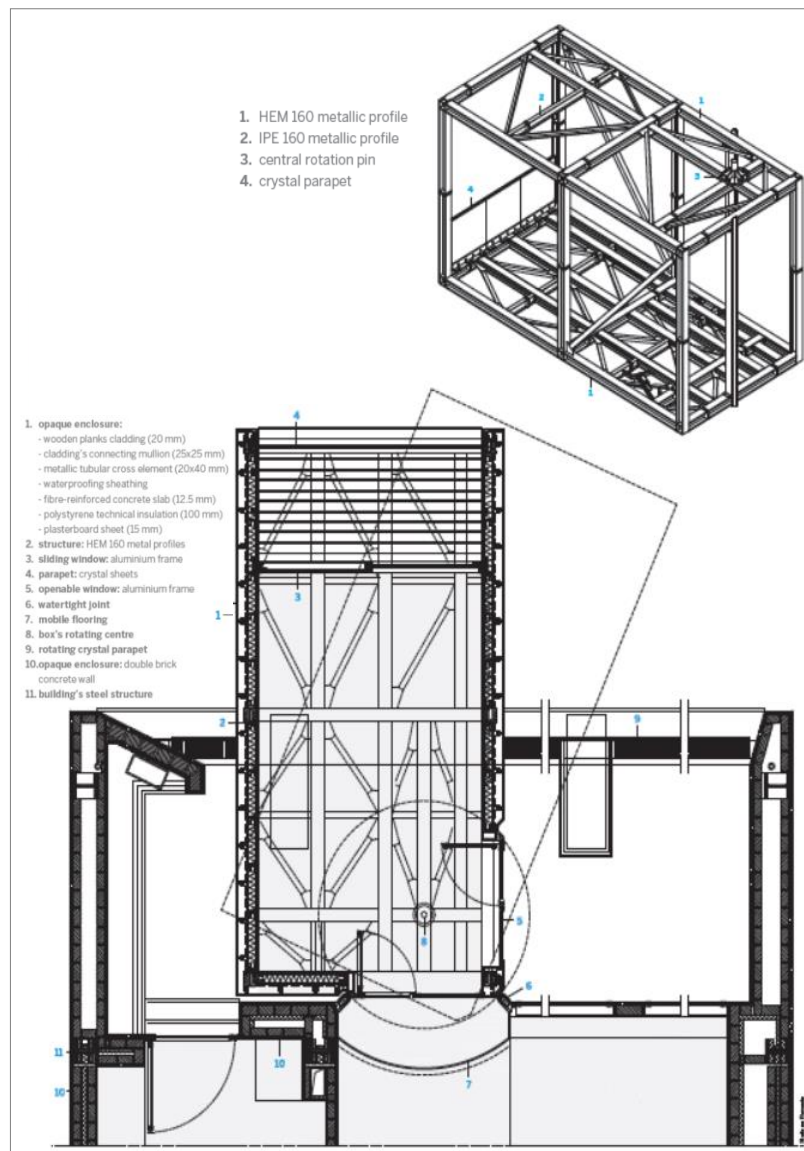 1. HEM 160 metallic profile
2. IPE 160 metallic profile
3. central rotation pin
4. crystal parapet
1
2
3
4
1
1. opaque enclosure:
- wooden planks cladding (20 mm)
- cladding's connecting mullion (25x25 mm)
- metallic tubular cross element (20x40 mm)
- waterproofing sheathing
- fibre-reinforced concrete slab (12.5 mm)
- polystyrene technical insulation (100 mm)
- plasterboard sheet (15 mm)
2. structure: HEM 160 metal profiles
3. sliding window: aluminium frame
4. parapet: crystal sheets
5. openable window: aluminium frame
6. watertight joint
7. mobile flooring
8. box's rotating centre
9. rotating crystal parapet
10.opaque enclosure: double brick
concrete wall
11. building's steel structure
4
3
1
2
9
5
8
6
11
10
7
10